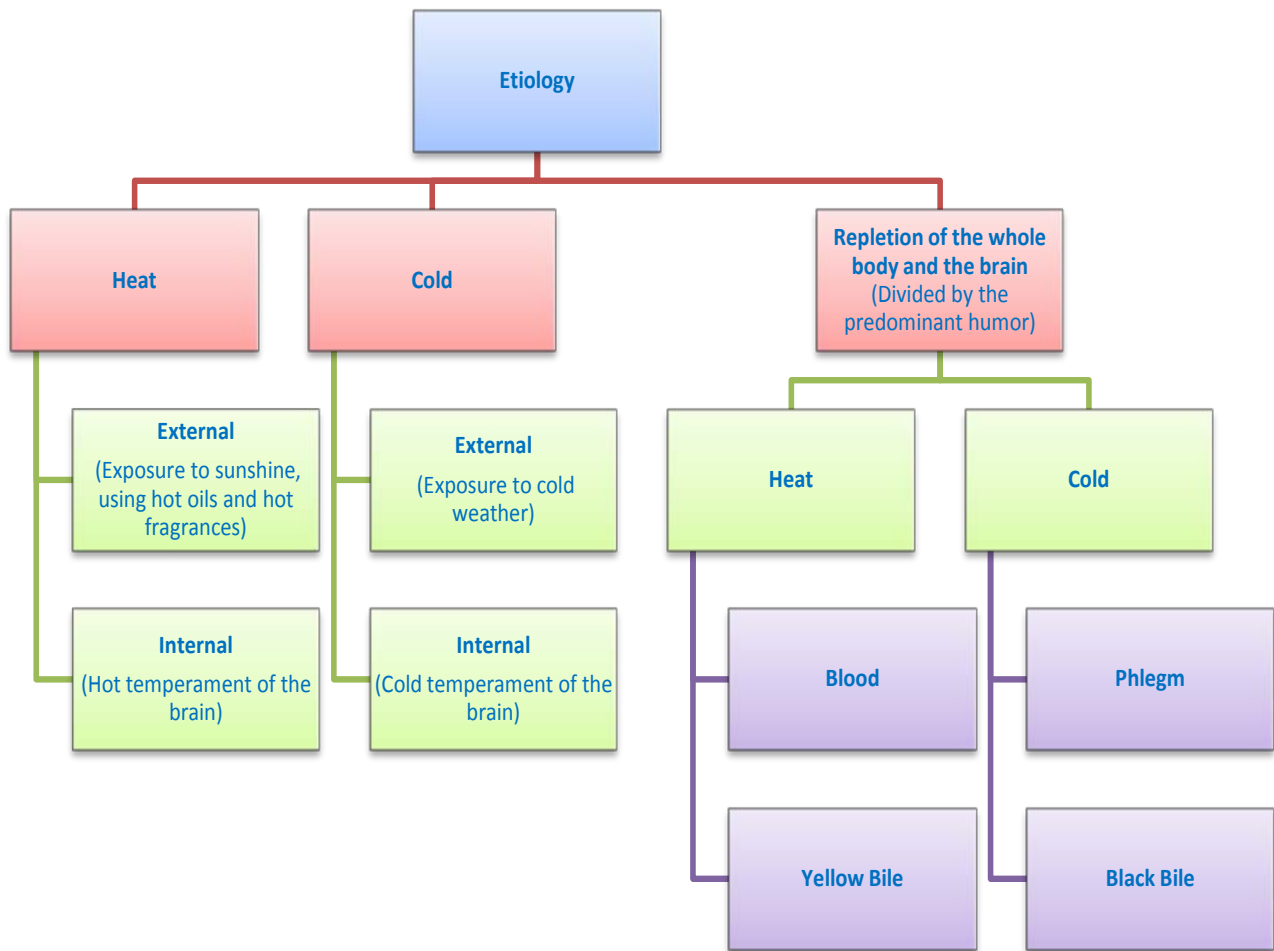 Etiology
Heat
Cold
Repletion of the whole
body and the brain
(Divided by the
predominant humor)
External
(Exposure to sunshine,
using hot oils and hot
fragrances)
Internal
(Hot temperament of the
brain)
External
(Exposure to cold
weather)
Internal
(Cold temperament of the
brain)
Heat
Blood
Yellow Bile
Cold
Phlegm
Black Bile